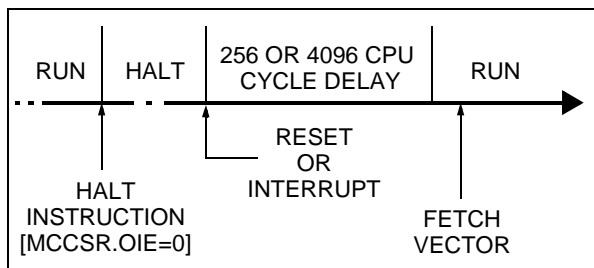 RUN HALT 256 OR 4096 CPU RUN
CYCLE DELAY
RESET
OR
INTERRUPT
HALT
INSTRUCTION
[MCCSR.OIE=0]
FETCH
VECTOR